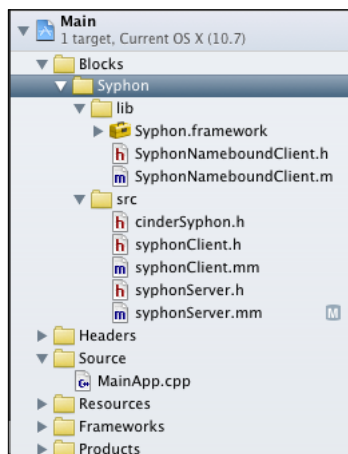 Main
1 target, Current OS X (10.7)
Blocks
Syphon
lib
Syphon.framework
h SyphonNameboundClient.h
m SyphonNameboundClient.m
src
h cinderSyphon.h
h syphonClient.h
m syphonClient.mm
h syphonServer.h
m syphonServer.mm M
Headers
Source
C++ MainApp.cpp
Resources
Frameworks
Products